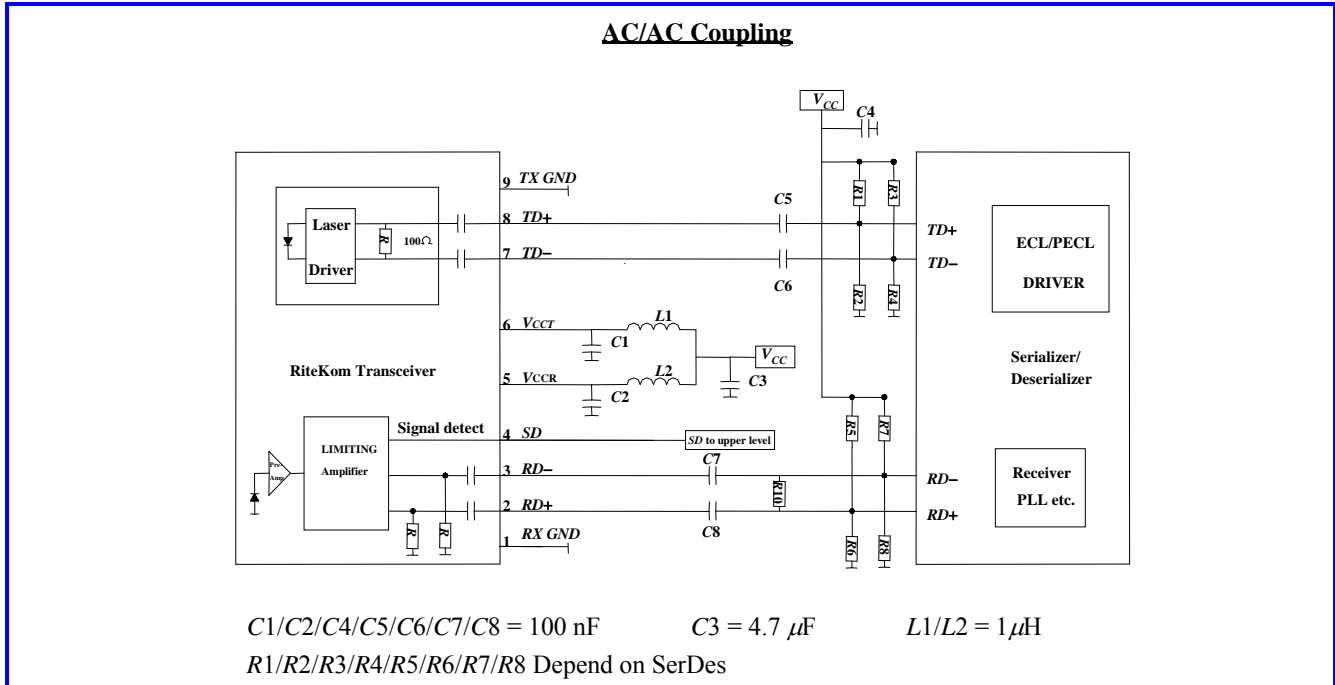 AC/AC Coupling
VCC
C4
9 TX GND
R1
R3
C5
Laser
Driver
R
100Ω
8 TD+
TD+
7 TD−
TD−
ECL/PECL
DRIVER
C6
R2
R4
6 VCCT
L1
C1
VCC
RiteKom Transceiver
5 VCCR
L2
C2
C3
Serializer/
Deserializer
Signal detect
4 SD
SD to upper level
R5
R7
LIMITING
Amplifier
Pre-
Amp
C7
3 RD−
RD−
R10
Receiver
PLL etc.
2 RD+
RD+
C8
R
R
R6
R8
1 RX GND
C1/C2/C4/C5/C6/C7/C8 = 100 nF C3 = 4.7 μF L1/L2 = 1μH
R1/R2/R3/R4/R5/R6/R7/R8 Depend on SerDes